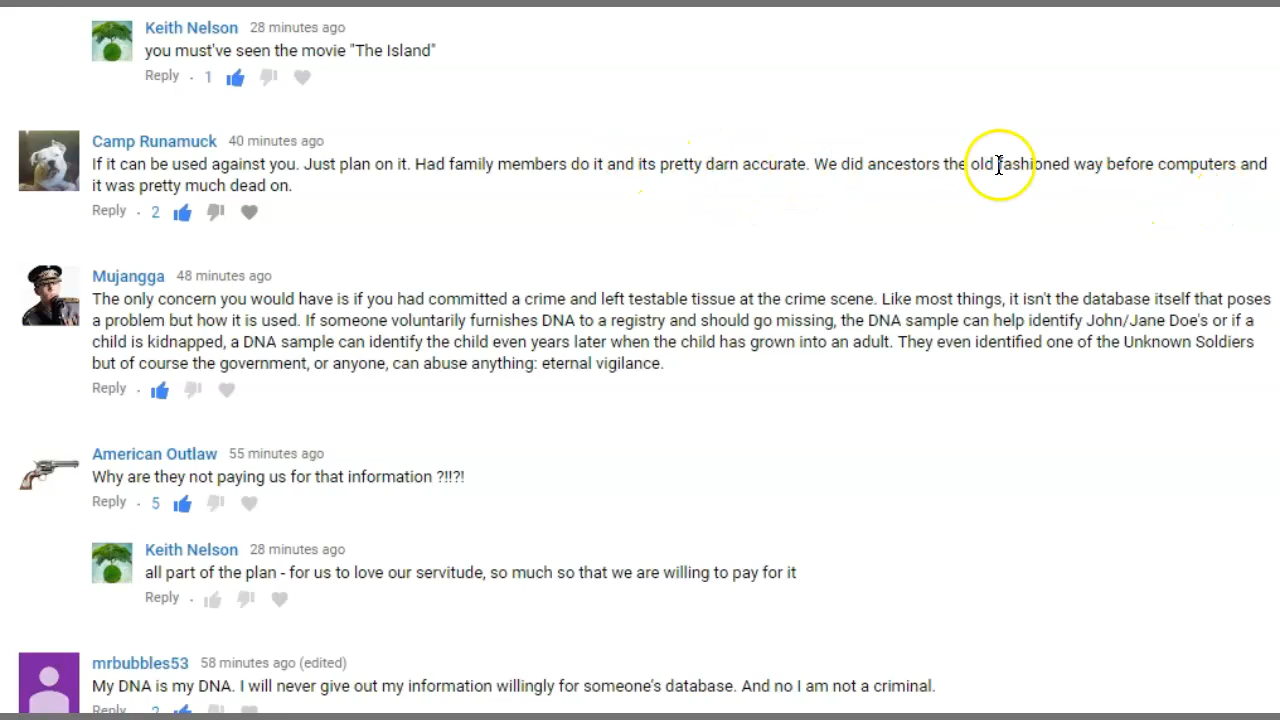 Keith Nelson 28 minutes ago
you must've seen the movie "The Island"
Reply . 1
Camp Runamuck 40 minutes ago
If it can be used against you. Just plan on it. Had family members do it and its pretty darn accurate. We did ancestors the old fashioned way before computers and
it was pretty much dead on.
Reply . 2
Mujangga 48 minutes ago
The only concern you would have is if you had committed a crime and left testable tissue at the crime scene. Like most things, it isn't the database itself that poses
a problem but how it is used. If someone voluntarily furnishes DNA to a registry and should go missing, the DNA sample can help identify John/Jane Doe's or if a
child is kidnapped, a DNA sample can identify the child even years later when the child has grown into an adult. They even identified one of the Unknown Soldiers
but of course the government, or anyone, can abuse anything: eternal vigilance.
Reply .
American Outlaw 55 minutes ago
Why are they not paying us for that information ?!!?!
Reply . 5
Keith Nelson 28 minutes ago
all part of the plan - for us to love our servitude, so much so that we are willing to pay for it
Reply .
mrbubbles53 58 minutes ago (edited)
My DNA is my DNA. I will never give out my information willingly for someone's database. And no I am not a criminal.
Reply . 2